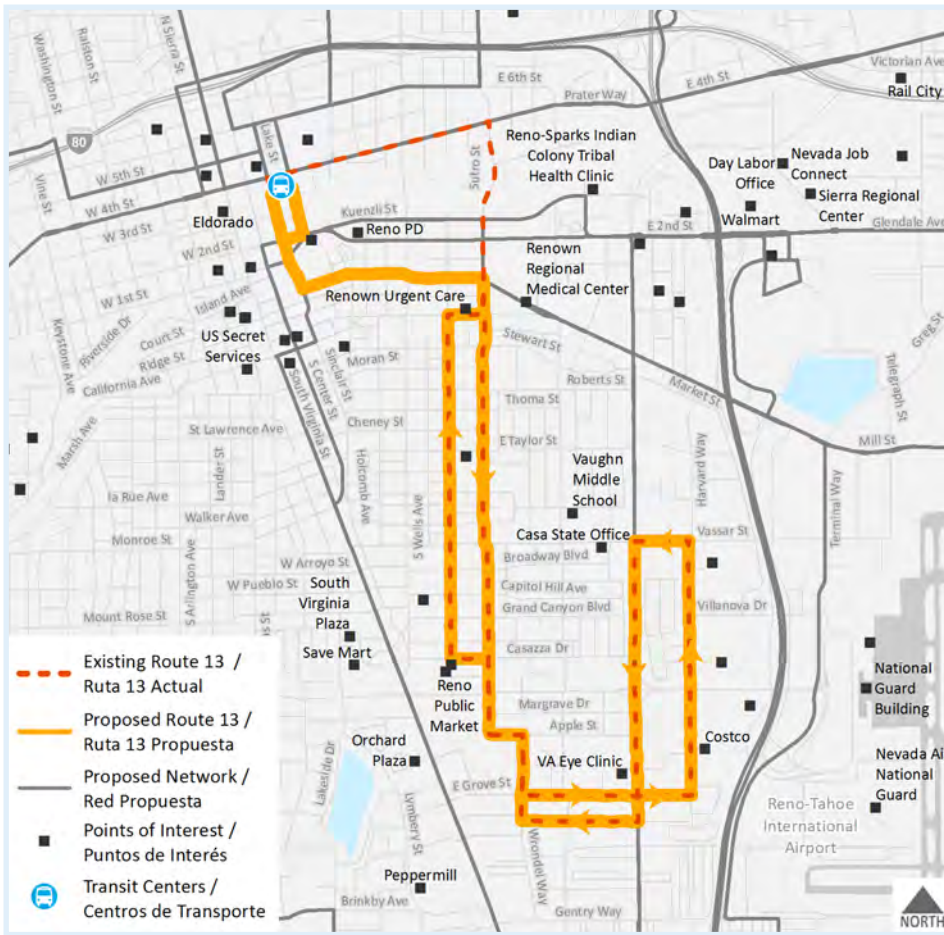 Washington St
Ralston St
N Sierra St
Victorian Ave
E 6th St
E 4th St
Prater Way
Rail City
80
Lake St
Sutro St
Reno-Sparks Indian
Colony Tribal
Health Clinic
Day Labor
Office
Nevada Job
Connect
Sierra Regional
Center
Vine St
W 5th St
W 4th St
W 3rd St
Eldorado
Kuenzli St
Reno PD
E 2nd St
Walmart
Glendale Ave
W 2nd St
Renown
Regional
Medical Center
W 1st St
Island Ave
Renown Urgent Care
Keystone Ave
Riverside Dr
Court St
Ridge St
California Ave
US Secret
Services
Sinclair St
S Center St
South Virginia St
Moran St
Stewart St
Greg St
Telegraph St
Market St
Roberts St
Thoma St
Marsh Ave
St Lawrence Ave
Cheney St
E Taylor St
Mill St
Lander St
Holcomb Ave
S Wells Ave
Vaughn
Middle
School
Harvard Way
Terminal Way
la Rue Ave
Walker Ave
Monroe St
Casa State Office
Vassar St
S Arlington Ave
W Arroyo St
Broadway Blvd
W Pueblo St
Capitol Hill Ave
Mount Rose St
South
Virginia
Plaza
Grand Canyon Blvd
Villanova Dr
Save Mart
Casazza Dr
Existing Route 13 /
Ruta 13 Actual
Reno
Public
Market
National
Guard
Building
Margrave Dr
Apple St
Proposed Route 13 /
Ruta 13 Propuesta
Orchard
Plaza
Costco
VA Eye Clinic
Nevada Ai
National
Guard
Lakeside Dr
Lymbery St
E Grove St
Proposed Network /
Red Propuesta
Reno-Tahoe
International
Airport
Points of Interest /
Puntos de Interés
Wrondel Way
Peppermill
Transit Centers /
Centros de Transporte
Brinkby Ave
Gentry Way
NORTH